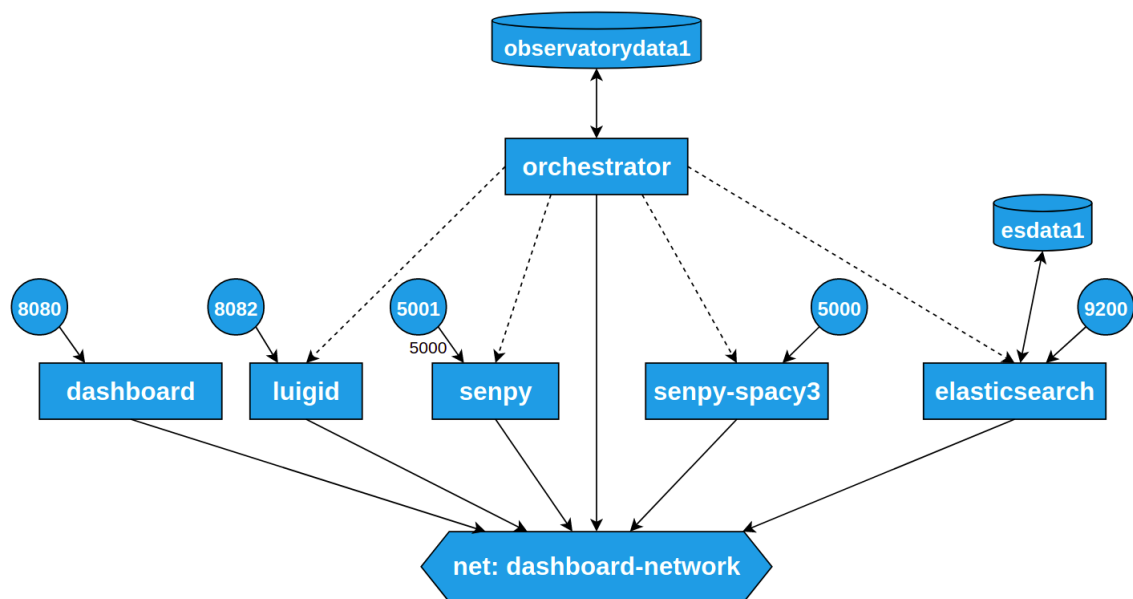 observatorydata1
orchestrator
esdata1
8080
8082
5001
5000
9200
5000
dashboard
luigid
senpy
senpy-spacy3
elasticsearch
net: dashboard-network